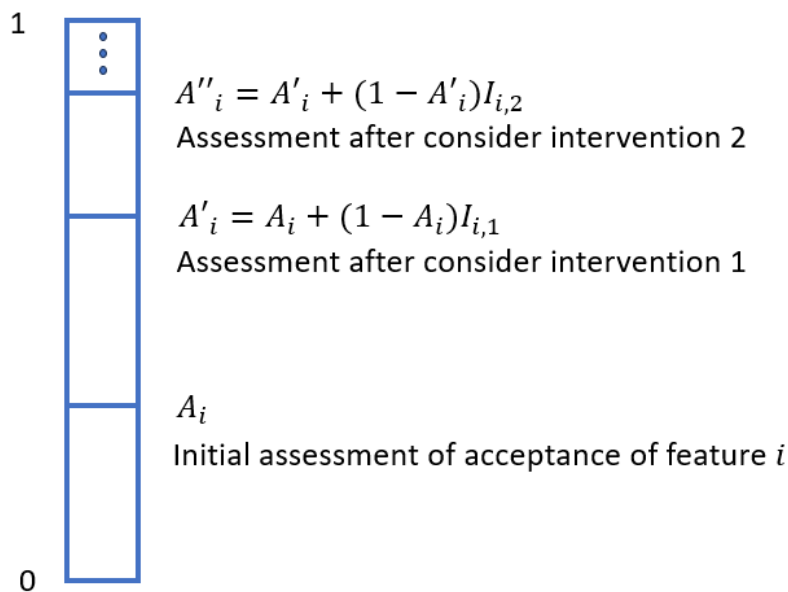 1
A′′ᵢ = A′ᵢ + (1 − A′ᵢ)Iᵢ,₂
Assessment after consider intervention 2
A′ᵢ = Aᵢ + (1 − Aᵢ)Iᵢ,₁
Assessment after consider intervention 1
Aᵢ
Initial assessment of acceptance of feature i
0